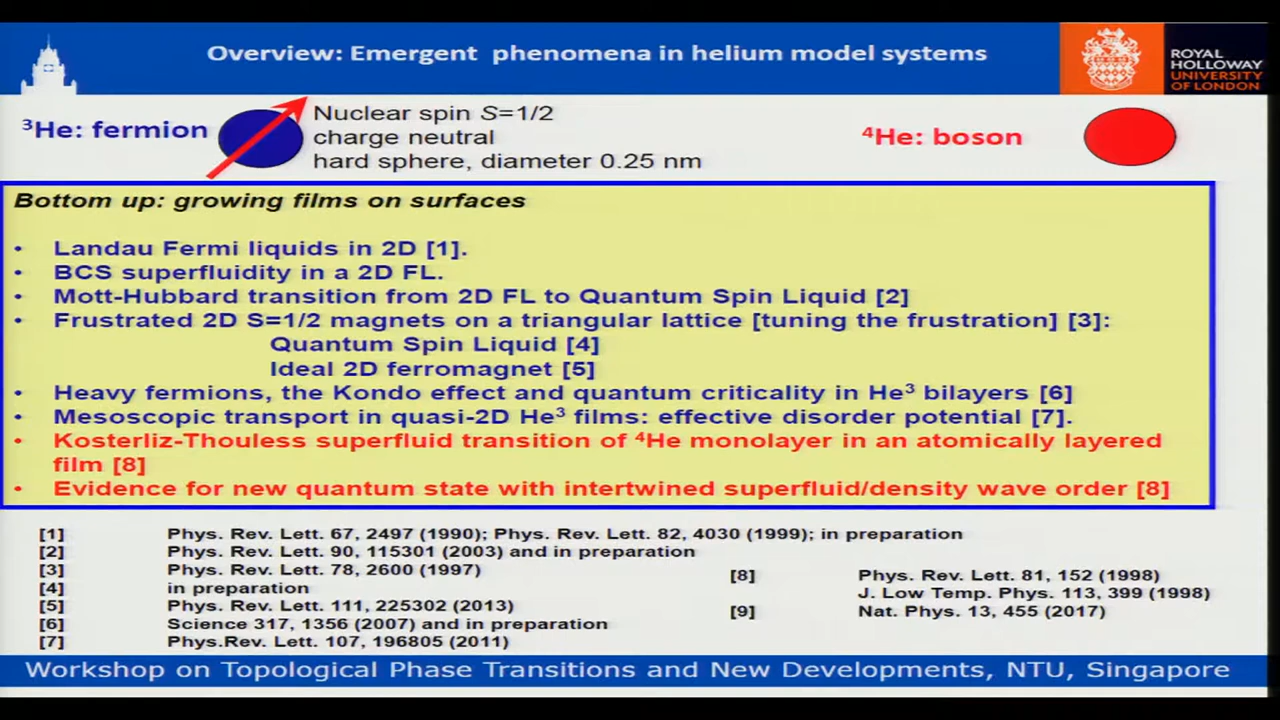 Overview: Emergent phenomena in helium model systems
ROYAL
HOLLOWAY
UNIVERSITY
OF LONDON
³He: fermion
Nuclear spin S=1/2
charge neutral
hard sphere, diameter 0.25 nm
⁴He: boson
Bottom up: growing films on surfaces
• Landau Fermi liquids in 2D [1].
• BCS superfluidity in a 2D FL.
• Mott-Hubbard transition from 2D FL to Quantum Spin Liquid [2]
• Frustrated 2D S=1/2 magnets on a triangular lattice [tuning the frustration] [3]:
Quantum Spin Liquid [4]
Ideal 2D ferromagnet [5]
• Heavy fermions, the Kondo effect and quantum criticality in He³ bilayers [6]
• Mesoscopic transport in quasi-2D He³ films: effective disorder potential [7].
• Kosterliz-Thouless superfluid transition of ⁴He monolayer in an atomically layered
film [8]
• Evidence for new quantum state with intertwined superfluid/density wave order [8]
[1] Phys. Rev. Lett. 67, 2497 (1990); Phys. Rev. Lett. 82, 4030 (1999); in preparation
[2] Phys. Rev. Lett. 90, 115301 (2003) and in preparation
[3] Phys. Rev. Lett. 78, 2600 (1997)
[4] in preparation
[5] Phys. Rev. Lett. 111, 225302 (2013)
[6] Science 317, 1356 (2007) and in preparation
[7] Phys.Rev. Lett. 107, 196805 (2011)
[8] Phys. Rev. Lett. 81, 152 (1998)
J. Low Temp. Phys. 113, 399 (1998)
[9] Nat. Phys. 13, 455 (2017)
Workshop on Topological Phase Transitions and New Developments, NTU, Singapore